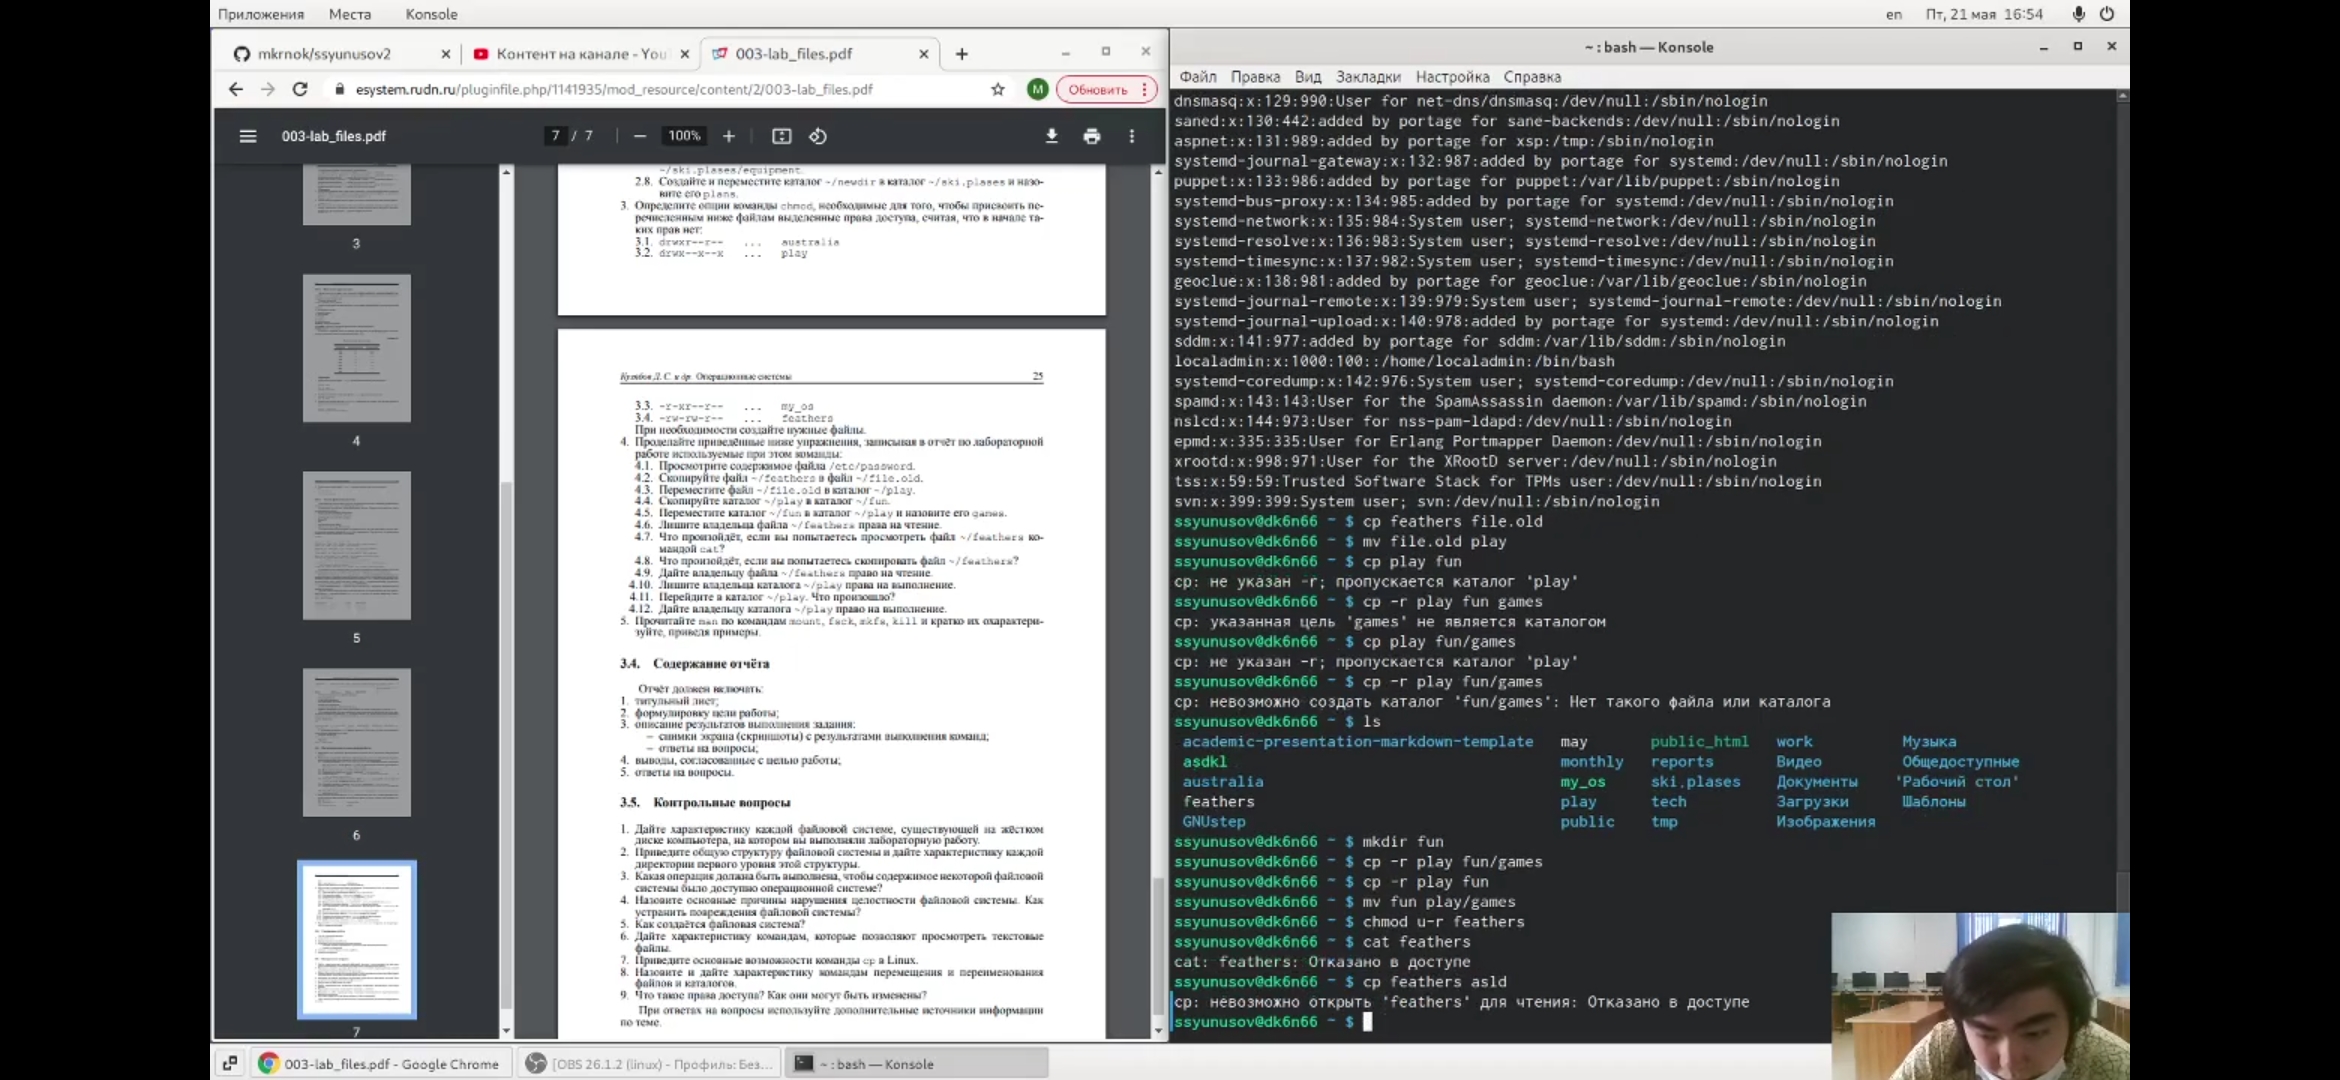 Приложения Места Konsole
en Пт, 21 мая 16:54
mkrnok/ssyunusov2
Контент на канале - You
003-lab_files.pdf
esystem.rudn.ru/pluginfile.php/1141935/mod_resource/content/2/003-lab_files.pdf
M
Обновить
003-lab_files.pdf
7 / 7
100%
3
4
5
6
7
~/ski.plases/equipment.
2.8. Создайте и переместите каталог ~/newdir в каталог ~/ski.plases и назо-
вите его plans.
3. Определите опции команды chmod, необходимые для того, чтобы присвоить пе-
речисленным ниже файлам выделенные права доступа, считая, что в начале та-
ких прав нет:
3.1. drwxr--r-- ... australia
3.2. drwx--x--x ... play
Кулябов Д. С. и др. Операционные системы 25
3.3. -r-xr--r-- ... my_os
3.4. -rw-rw-r-- ... feathers
При необходимости создайте нужные файлы.
4. Проделайте приведённые ниже упражнения, записывая в отчёт по лабораторной
работе используемые при этом команды:
4.1. Просмотрите содержимое файла /etc/password.
4.2. Скопируйте файл ~/feathers в файл ~/file.old.
4.3. Переместите файл ~/file.old в каталог ~/play.
4.4. Скопируйте каталог ~/play в каталог ~/fun.
4.5. Переместите каталог ~/fun в каталог ~/play и назовите его games.
4.6. Лишите владельца файла ~/feathers права на чтение.
4.7. Что произойдёт, если вы попытаетесь просмотреть файл ~/feathers ко-
мандой cat?
4.8. Что произойдёт, если вы попытаетесь скопировать файл ~/feathers?
4.9. Дайте владельцу файла ~/feathers право на чтение.
4.10. Лишите владельца каталога ~/play права на выполнение.
4.11. Перейдите в каталог ~/play. Что произошло?
4.12. Дайте владельцу каталога ~/play право на выполнение.
5. Прочитайте man по командам mount, fsck, mkfs, kill и кратко их охарактери-
зуйте, приведя примеры.
3.4. Содержание отчёта
Отчёт должен включать:
1. титульный лист;
2. формулировку цели работы;
3. описание результатов выполнения задания:
– снимки экрана (скриншоты) с результатами выполнения команд;
– ответы на вопросы;
4. выводы, согласованные с целью работы;
5. ответы на вопросы.
3.5. Контрольные вопросы
1. Дайте характеристику каждой файловой системе, существующей на жёстком
диске компьютера, на котором вы выполняли лабораторную работу.
2. Приведите общую структуру файловой системы и дайте характеристику каждой
директории первого уровня этой структуры.
3. Какая операция должна быть выполнена, чтобы содержимое некоторой файловой
системы было доступно операционной системе?
4. Назовите основные причины нарушения целостности файловой системы. Как
устранить повреждения файловой системы?
5. Как создаётся файловая система?
6. Дайте характеристику командам, которые позволяют просмотреть текстовые
файлы.
7. Приведите основные возможности команды cp в Linux.
8. Назовите и дайте характеристику командам перемещения и переименования
файлов и каталогов.
9. Что такое права доступа? Как они могут быть изменены?
При ответах на вопросы используйте дополнительные источники информации
по теме.
~ : bash — Konsole
Файл Правка Вид Закладки Настройка Справка
dnsmasq:x:129:990:User for net-dns/dnsmasq:/dev/null:/sbin/nologin
saned:x:130:442:added by portage for sane-backends:/dev/null:/sbin/nologin
aspnet:x:131:989:added by portage for xsp:/tmp:/sbin/nologin
systemd-journal-gateway:x:132:987:added by portage for systemd:/dev/null:/sbin/nologin
puppet:x:133:986:added by portage for puppet:/var/lib/puppet:/sbin/nologin
systemd-bus-proxy:x:134:985:added by portage for systemd:/dev/null:/sbin/nologin
systemd-network:x:135:984:System user; systemd-network:/dev/null:/sbin/nologin
systemd-resolve:x:136:983:System user; systemd-resolve:/dev/null:/sbin/nologin
systemd-timesync:x:137:982:System user; systemd-timesync:/dev/null:/sbin/nologin
geoclue:x:138:981:added by portage for geoclue:/var/lib/geoclue:/sbin/nologin
systemd-journal-remote:x:139:979:System user; systemd-journal-remote:/dev/null:/sbin/nologin
systemd-journal-upload:x:140:978:added by portage for systemd:/dev/null:/sbin/nologin
sddm:x:141:977:added by portage for sddm:/var/lib/sddm:/sbin/nologin
localadmin:x:1000:100::/home/localadmin:/bin/bash
systemd-coredump:x:142:976:System user; systemd-coredump:/dev/null:/sbin/nologin
spamd:x:143:143:User for the SpamAssassin daemon:/var/lib/spamd:/sbin/nologin
nslcd:x:144:973:User for nss-pam-ldapd:/dev/null:/sbin/nologin
epmd:x:335:335:User for Erlang Portmapper Daemon:/dev/null:/sbin/nologin
xrootd:x:998:971:User for the XRootD server:/dev/null:/sbin/nologin
tss:x:59:59:Trusted Software Stack for TPMs user:/dev/null:/sbin/nologin
svn:x:399:399:System user; svn:/dev/null:/sbin/nologin
ssyunusov@dk6n66 ~ $ cp feathers file.old
ssyunusov@dk6n66 ~ $ mv file.old play
ssyunusov@dk6n66 ~ $ cp play fun
cp: не указан -r; пропускается каталог 'play'
ssyunusov@dk6n66 ~ $ cp -r play fun games
cp: указанная цель 'games' не является каталогом
ssyunusov@dk6n66 ~ $ cp play fun/games
cp: не указан -r; пропускается каталог 'play'
ssyunusov@dk6n66 ~ $ cp -r play fun/games
cp: невозможно создать каталог 'fun/games': Нет такого файла или каталога
ssyunusov@dk6n66 ~ $ ls
academic-presentation-markdown-template may public_html work Музыка
asdkl monthly reports Видео Общедоступные
australia my_os ski.plases Документы 'Рабочий стол'
feathers play tech Загрузки Шаблоны
GNUstep public tmp Изображения
ssyunusov@dk6n66 ~ $ mkdir fun
ssyunusov@dk6n66 ~ $ cp -r play fun/games
ssyunusov@dk6n66 ~ $ cp -r play fun
ssyunusov@dk6n66 ~ $ mv fun play/games
ssyunusov@dk6n66 ~ $ chmod u-r feathers
ssyunusov@dk6n66 ~ $ cat feathers
cat: feathers: Отказано в доступе
ssyunusov@dk6n66 ~ $ cp feathers asld
cp: невозможно открыть 'feathers' для чтения: Отказано в доступе
ssyunusov@dk6n66 ~ $
003-lab_files.pdf - Google Chrome
[OBS 26.1.2 (linux) - Профиль: Без...
~ : bash — Konsole